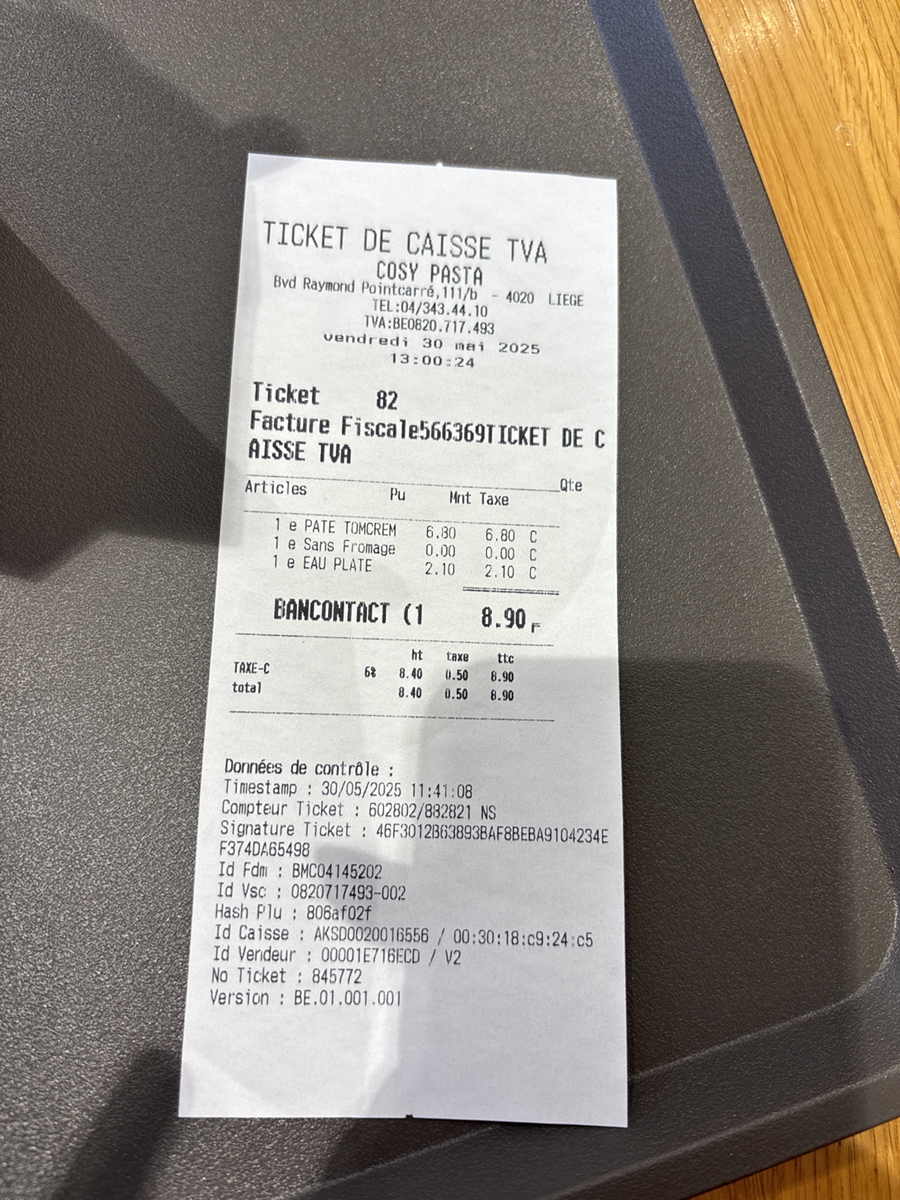 TICKET DE CAISSE TVA
COSY PASTA
Bvd Raymond Pointcarré,111/b - 4020 LIEGE
TEL:04/343.44.10
TVA:BE0820.717.493
vendredi 30 mai 2025
13:00:24
Ticket 82
Facture Fiscale566369TICKET DE C
AISSE TVA
Qte
Articles Pu Mnt Taxe
1 e PATE TOMCREM 6.80 6.80 C
1 e Sans Fromage 0.00 0.00 C
1 e EAU PLATE 2.10 2.10 C
BANCONTACT (1 8.90 F
ht taxe ttc
TAXE-C 6% 8.40 0.50 8.90
total 8.40 0.50 8.90
Données de contrôle :
Timestamp : 30/05/2025 11:41:08
Compteur Ticket : 602802/882821 NS
Signature Ticket : 46F3012B63893BAF8BEBA9104234E
F374DA65498
Id Fdm : BMC04145202
Id Vsc : 0820717493-002
Hash Plu : 806af02f
Id Caisse : AKSD0020016556 / 00:30:18:c9:24:c5
Id Vendeur : 00001E716ECD / V2
No Ticket : 845772
Version : BE.01.001.001